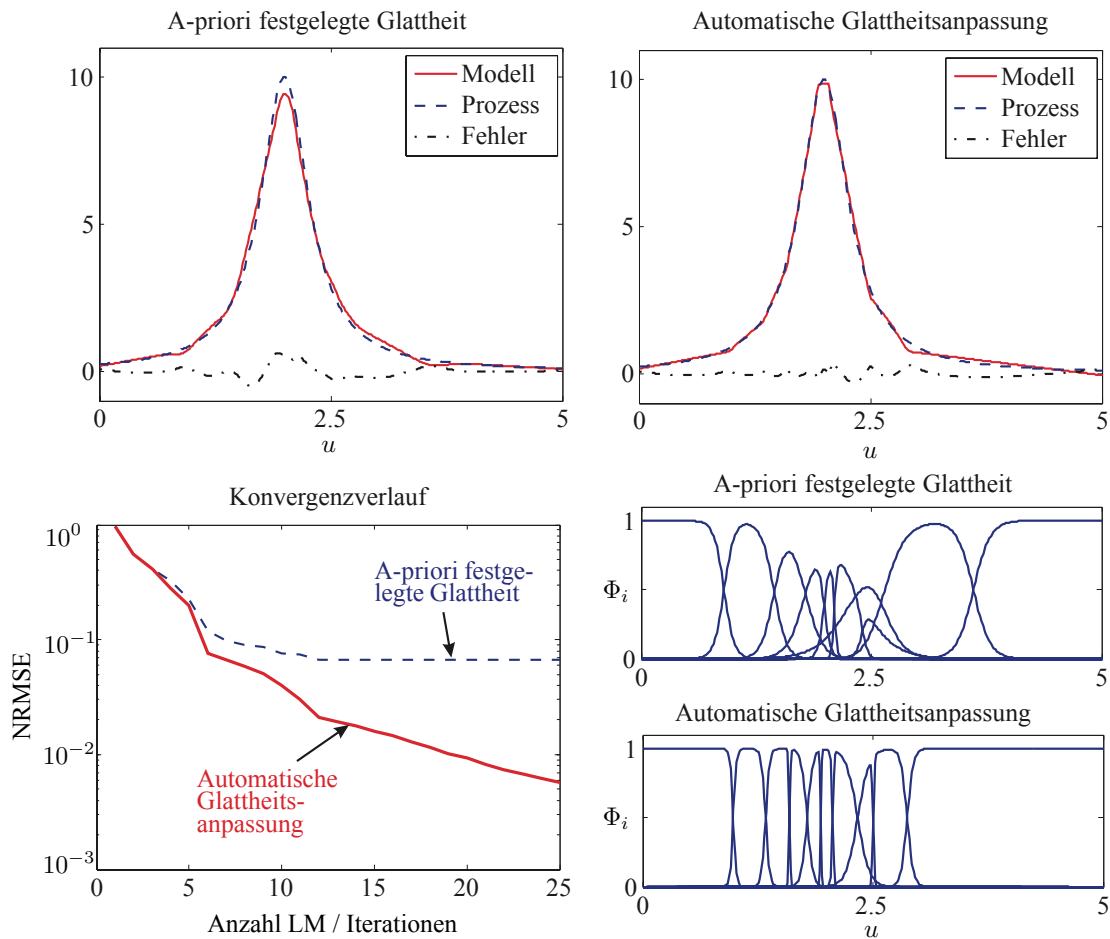 A-priori festgelegte Glattheit
Modell
Prozess
Fehler
10
5
0
0
2.5
5
u
Automatische Glattheitsanpassung
Modell
Prozess
Fehler
10
5
0
0
2.5
5
u
Konvergenzverlauf
NRMSE
10^0
10^-1
10^-2
10^-3
A-priori festge-
legte Glattheit
Automatische
Glattheits-
anpassung
0
5
10
15
20
25
Anzahl LM / Iterationen
A-priori festgelegte Glattheit
1
Φi
0
0
2.5
5
Automatische Glattheitsanpassung
1
Φi
0
0
2.5
5
u